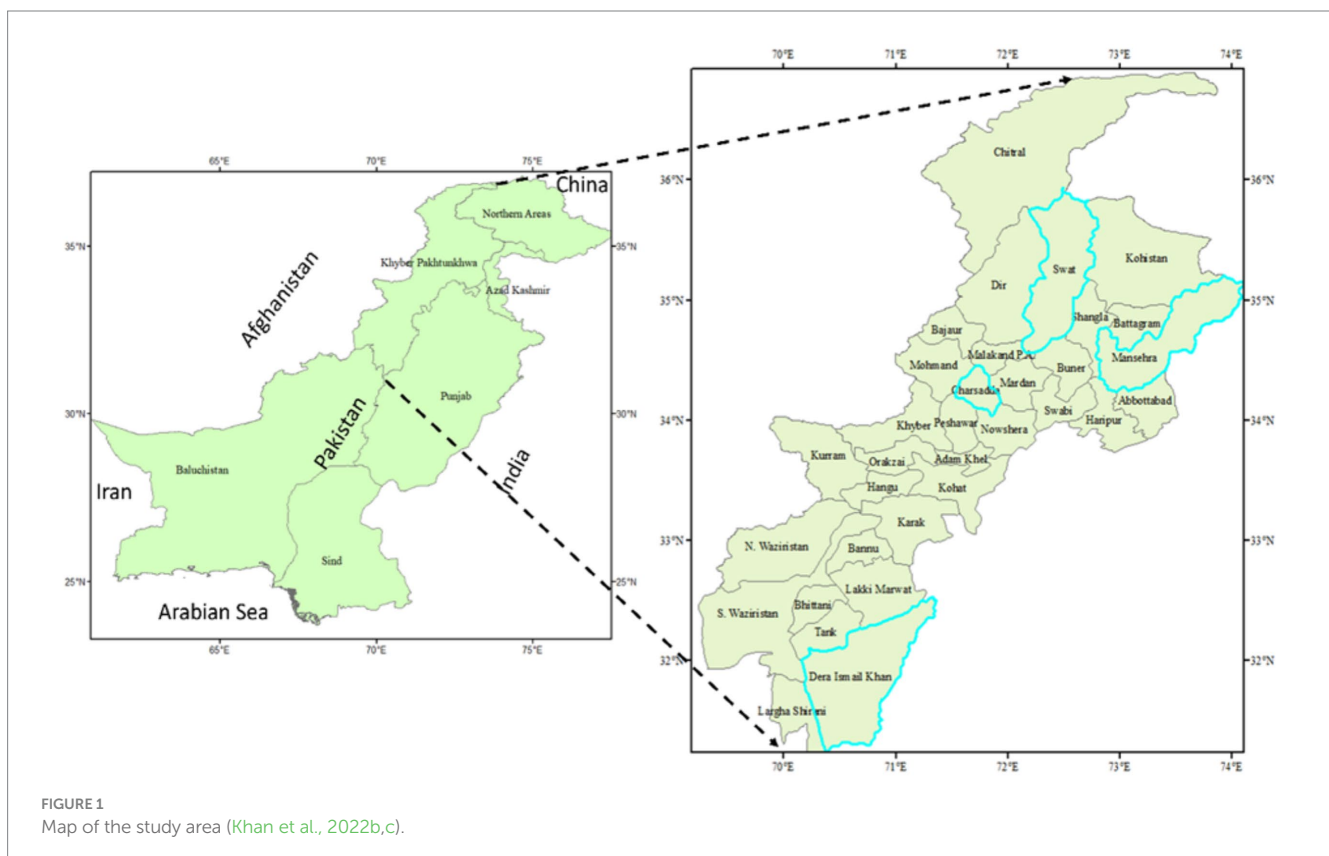 65°E
70°E
75°E
China
Northern Areas
35°N
35°N
Khyber Pakhtunkhwa
Afghanistan
Azad Kashmir
Punjab
30°N
30°N
Pakistan
Baluchistan
India
Iran
Sind
25°N
25°N
Arabian Sea
65°E
70°E
75°E
70°E
71°E
72°E
73°E
74°E
Chitral
36°N
36°N
Swat
Kohistan
Dir
35°N
35°N
Shangla
Battagram
Bajaur
Malakand P.A
Mansehra
Mohmand
Buner
Charsadda
Mardan
Abbottabad
Swabi
Haripur
34°N
34°N
Khyber
Peshawar
Nowshera
Kurram
Orakzai
Adam Khel
Hangu
Kohat
Karak
33°N
33°N
N. Waziristan
Bannu
Lakki Marwat
S. Waziristan
Bhittani
Tank
32°N
32°N
Dera Ismail Khan
Largha Shirani
70°E
71°E
72°E
73°E
74°E
FIGURE 1
Map of the study area (Khan et al., 2022b,c).